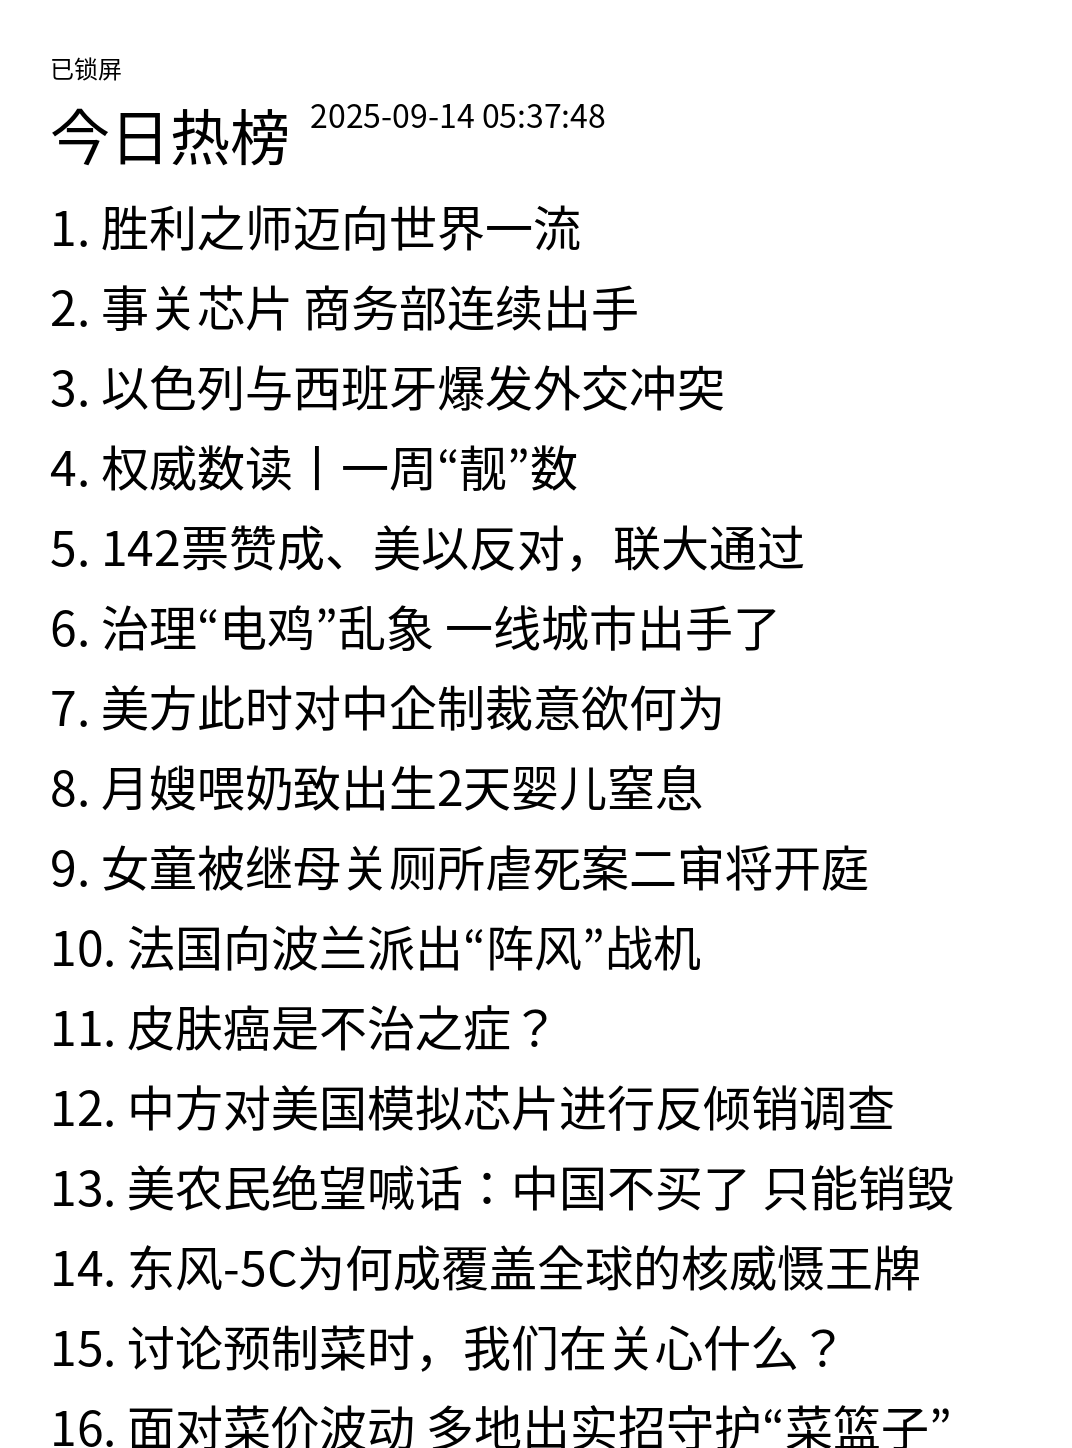 已锁屏
今日热榜 2025-09-14 05:37:48
1. 胜利之师迈向世界一流
2. 事关芯片 商务部连续出手
3. 以色列与西班牙爆发外交冲突
4. 权威数读丨一周“靓”数
5. 142票赞成、美以反对，联大通过
6. 治理“电鸡”乱象 一线城市出手了
7. 美方此时对中企制裁意欲何为
8. 月嫂喂奶致出生2天婴儿窒息
9. 女童被继母关厕所虐死案二审将开庭
10. 法国向波兰派出“阵风”战机
11. 皮肤癌是不治之症？
12. 中方对美国模拟芯片进行反倾销调查
13. 美农民绝望喊话：中国不买了 只能销毁
14. 东风-5C为何成覆盖全球的核威慑王牌
15. 讨论预制菜时，我们在关心什么？
16. 面对菜价波动 多地出实招守护“菜篮子”